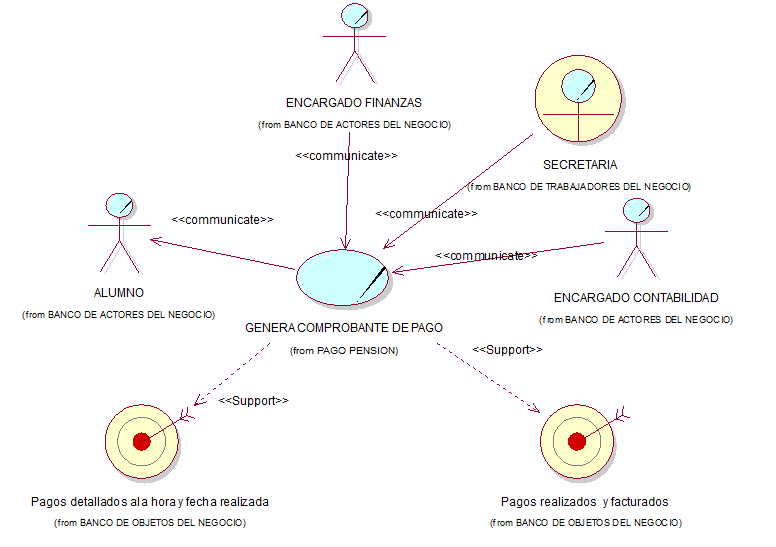 ENCARGADO FINANZAS
(from BANCO DE ACTORES DEL NEGOCIO)
<<communicate>>
SECRETARIA
(from BANCO DE TRABAJADORES DEL NEGOCIO)
<<communicate>>
<<communicate>>
<<communicate>>
ALUMNO
(from BANCO DE ACTORES DEL NEGOCIO)
ENCARGADO CONTABILIDAD
(from BANCO DE ACTORES DEL NEGOCIO)
GENERA COMPROBANTE DE PAGO
(from PAGO PENSION)
<<Support>>
<<Support>>
Pagos detallados a la hora y fecha realizada
(from BANCO DE OBJETOS DEL NEGOCIO)
Pagos realizados y facturados
(from BANCO DE OBJETOS DEL NEGOCIO)